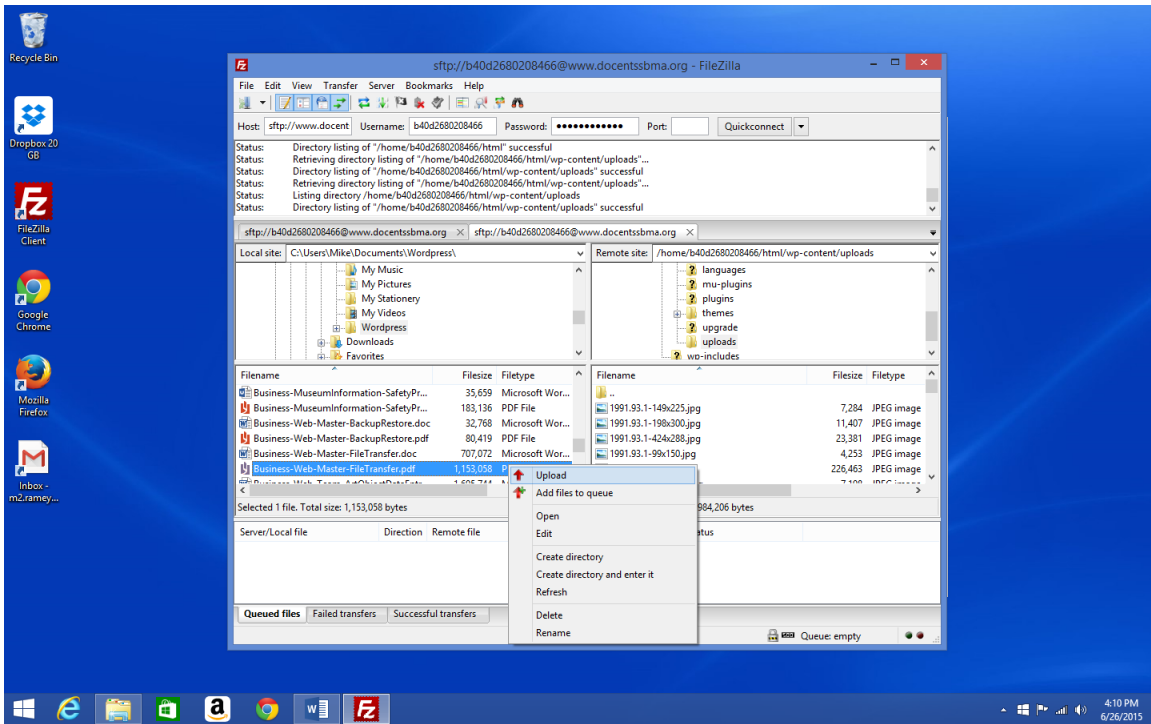 Recycle Bin
Dropbox 20
GB
FileZilla
Client
Google
Chrome
Mozilla
Firefox
Inbox -
m2.ramey...
sftp://b40d2680208466@www.docentssbma.org - FileZilla
File Edit View Transfer Server Bookmarks Help
Host: sftp://www.docent Username: b40d2680208466 Password: •••••••••••• Port: Quickconnect
Status: Directory listing of "/home/b40d2680208466/html" successful
Status: Retrieving directory listing of "/home/b40d2680208466/html/wp-content/uploads"...
Status: Directory listing of "/home/b40d2680208466/html/wp-content/uploads" successful
Status: Retrieving directory listing of "/home/b40d2680208466/html/wp-content/uploads"...
Status: Listing directory /home/b40d2680208466/html/wp-content/uploads
Status: Directory listing of "/home/b40d2680208466/html/wp-content/uploads" successful
sftp://b40d2680208466@www.docentssbma.org sftp://b40d2680208466@www.docentssbma.org
Local site: C:\Users\Mike\Documents\Wordpress\
My Music
My Pictures
My Stationery
My Videos
Wordpress
Downloads
Favorites
Remote site: /home/b40d2680208466/html/wp-content/uploads
languages
mu-plugins
plugins
themes
upgrade
uploads
wp-includes
Filename Filesize Filetype
Business-MuseumInformation-SafetyPr... 35,659 Microsoft Wor...
Business-MuseumInformation-SafetyPr... 183,136 PDF File
Business-Web-Master-BackupRestore.doc 32,768 Microsoft Wor...
Business-Web-Master-BackupRestore.pdf 80,419 PDF File
Business-Web-Master-FileTransfer.doc 707,072 Microsoft Wor...
Business-Web-Master-FileTransfer.pdf 1,153,058 P
Selected 1 file. Total size: 1,153,058 bytes
Filename Filesize Filetype
..
1991.93.1-149x225.jpg 7,284 JPEG image
1991.93.1-198x300.jpg 11,407 JPEG image
1991.93.1-424x288.jpg 23,381 JPEG image
1991.93.1-99x150.jpg 4,253 JPEG image
226,463 JPEG image
984,206 bytes
Upload
Add files to queue
Open
Edit
Create directory
Create directory and enter it
Refresh
Delete
Rename
Server/Local file Direction Remote file atus
Queued files Failed transfers Successful transfers
Queue: empty
4:10 PM
6/26/2015